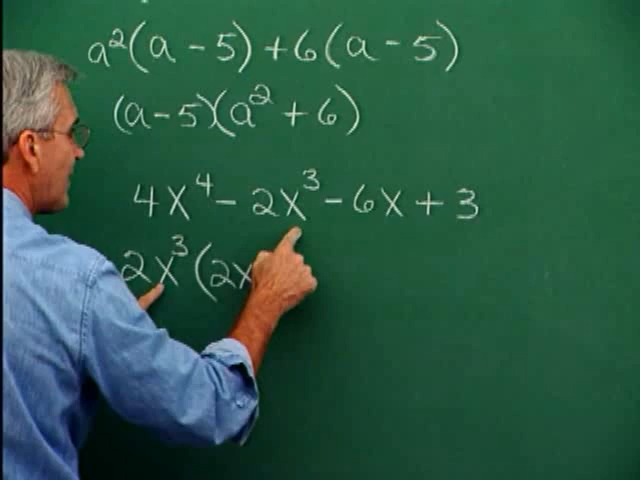 a²(a - 5) + 6(a - 5)
(a - 5)(a² + 6)
4x⁴ - 2x³ - 6x + 3
2x³(2x